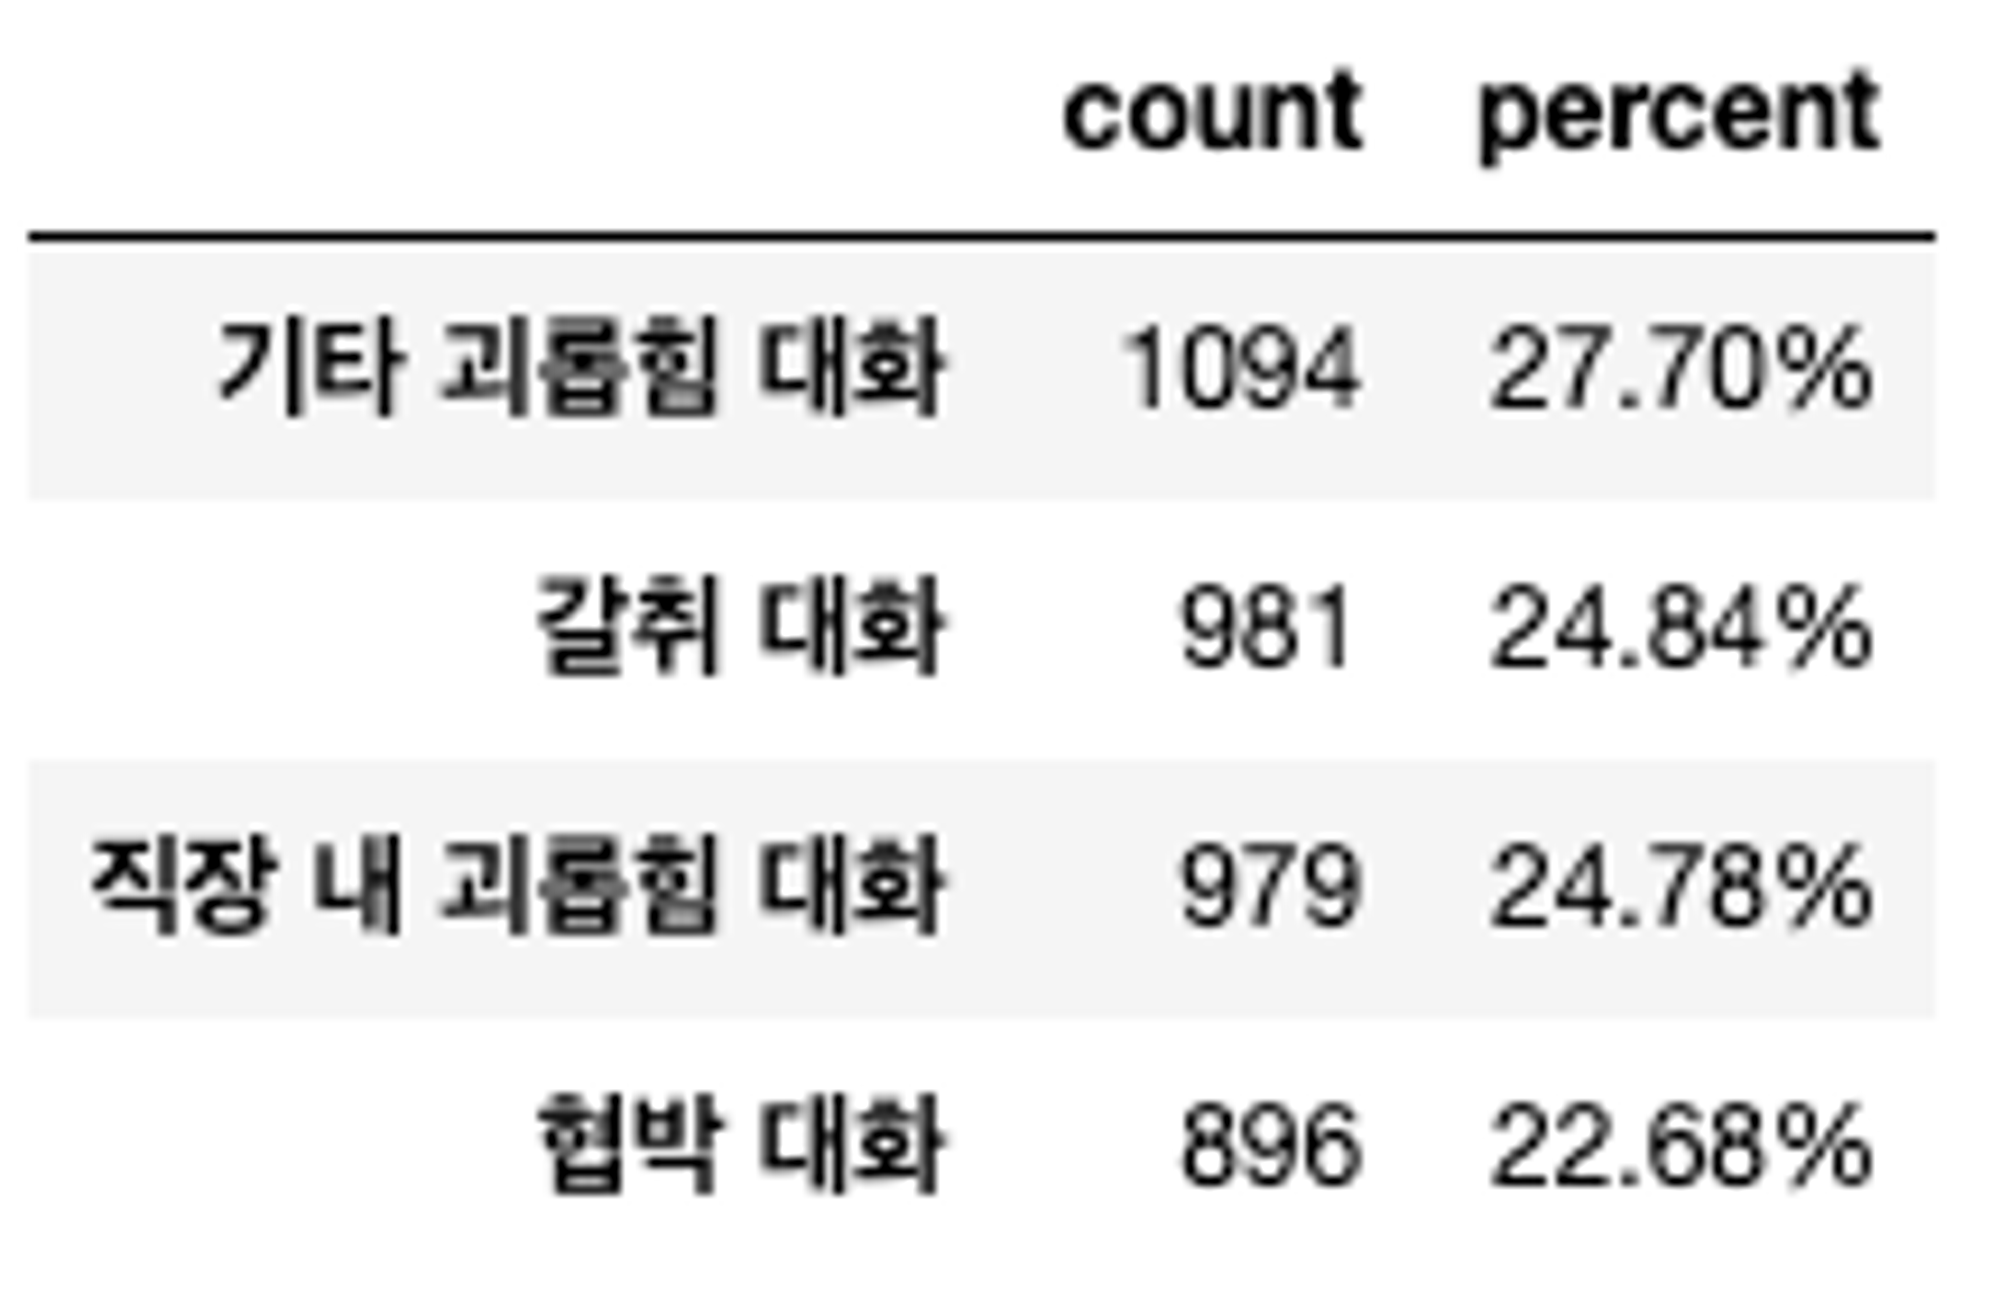 count percent
기타 괴롭힘 대화 1094 27.70%
갈취 대화 981 24.84%
직장 내 괴롭힘 대화 979 24.78%
협박 대화 896 22.68%